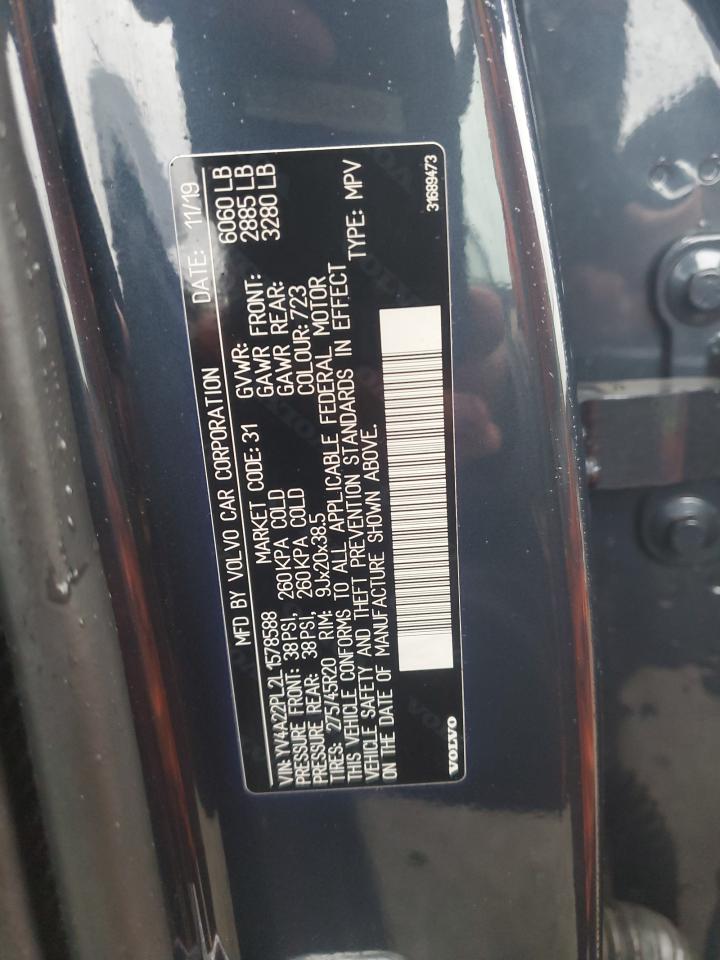 MFD BY VOLVO CAR CORPORATION DATE: 11/19
VIN: YV4A22PL2L1578588 MARKET CODE: 31 GVWR: 6060 LB
PRESSURE FRONT: 38PSI, 260KPA COLD GAWR FRONT: 2885 LB
PRESSURE REAR: 38PSI, 260KPA COLD GAWR REAR: 3280 LB
TIRES: 275/45R20 RIM: 9Jx20x38.5 COLOUR: 723
THIS VEHICLE CONFORMS TO ALL APPLICABLE FEDERAL MOTOR
VEHICLE SAFETY AND THEFT PREVENTION STANDARDS IN EFFECT
ON THE DATE OF MANUFACTURE SHOWN ABOVE. TYPE: MPV
VOLVO 31689473